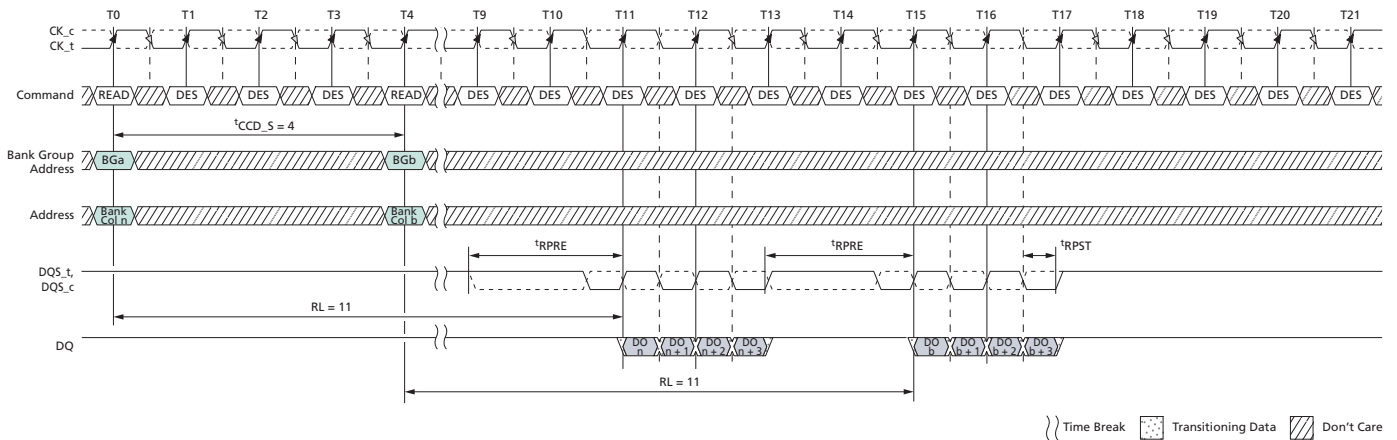 T0 T1 T2 T3 T4 T9 T10 T11 T12 T13 T14 T15 T16 T17 T18 T19 T20 T21
CK_c
CK_t
Command READ DES DES DES READ DES DES DES DES DES DES DES DES DES DES DES DES DES
tCCD_S = 4
Bank Group
Address
BGa BGb
Address
Bank
Col n
Bank
Col b
tRPRE tRPRE tRPST
DQS_t,
DQS_c
RL = 11
DQ
DO
n
DO
n + 1
DO
n + 2
DO
n + 3
DO
b
DO
b + 1
DO
b + 2
DO
b + 3
RL = 11
Time Break Transitioning Data Don't Care